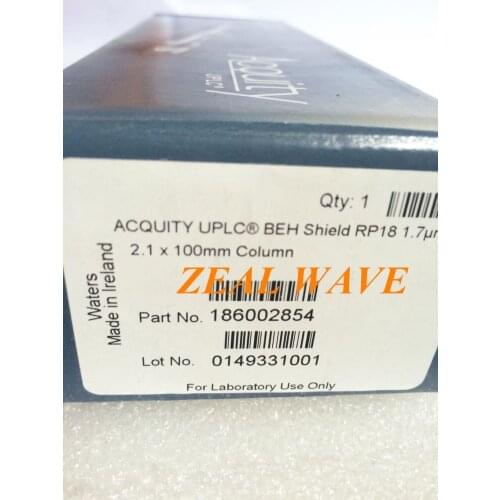 ACQUITY
UPLC®
Qty: 1
ACQUITY UPLC® BEH Shield RP18 1.7µm
2.1 x 100mm Column
Waters
Made in Ireland
ZEAL WAVE
Part No. 186002854
Lot No. 0149331001
For Laboratory Use Only